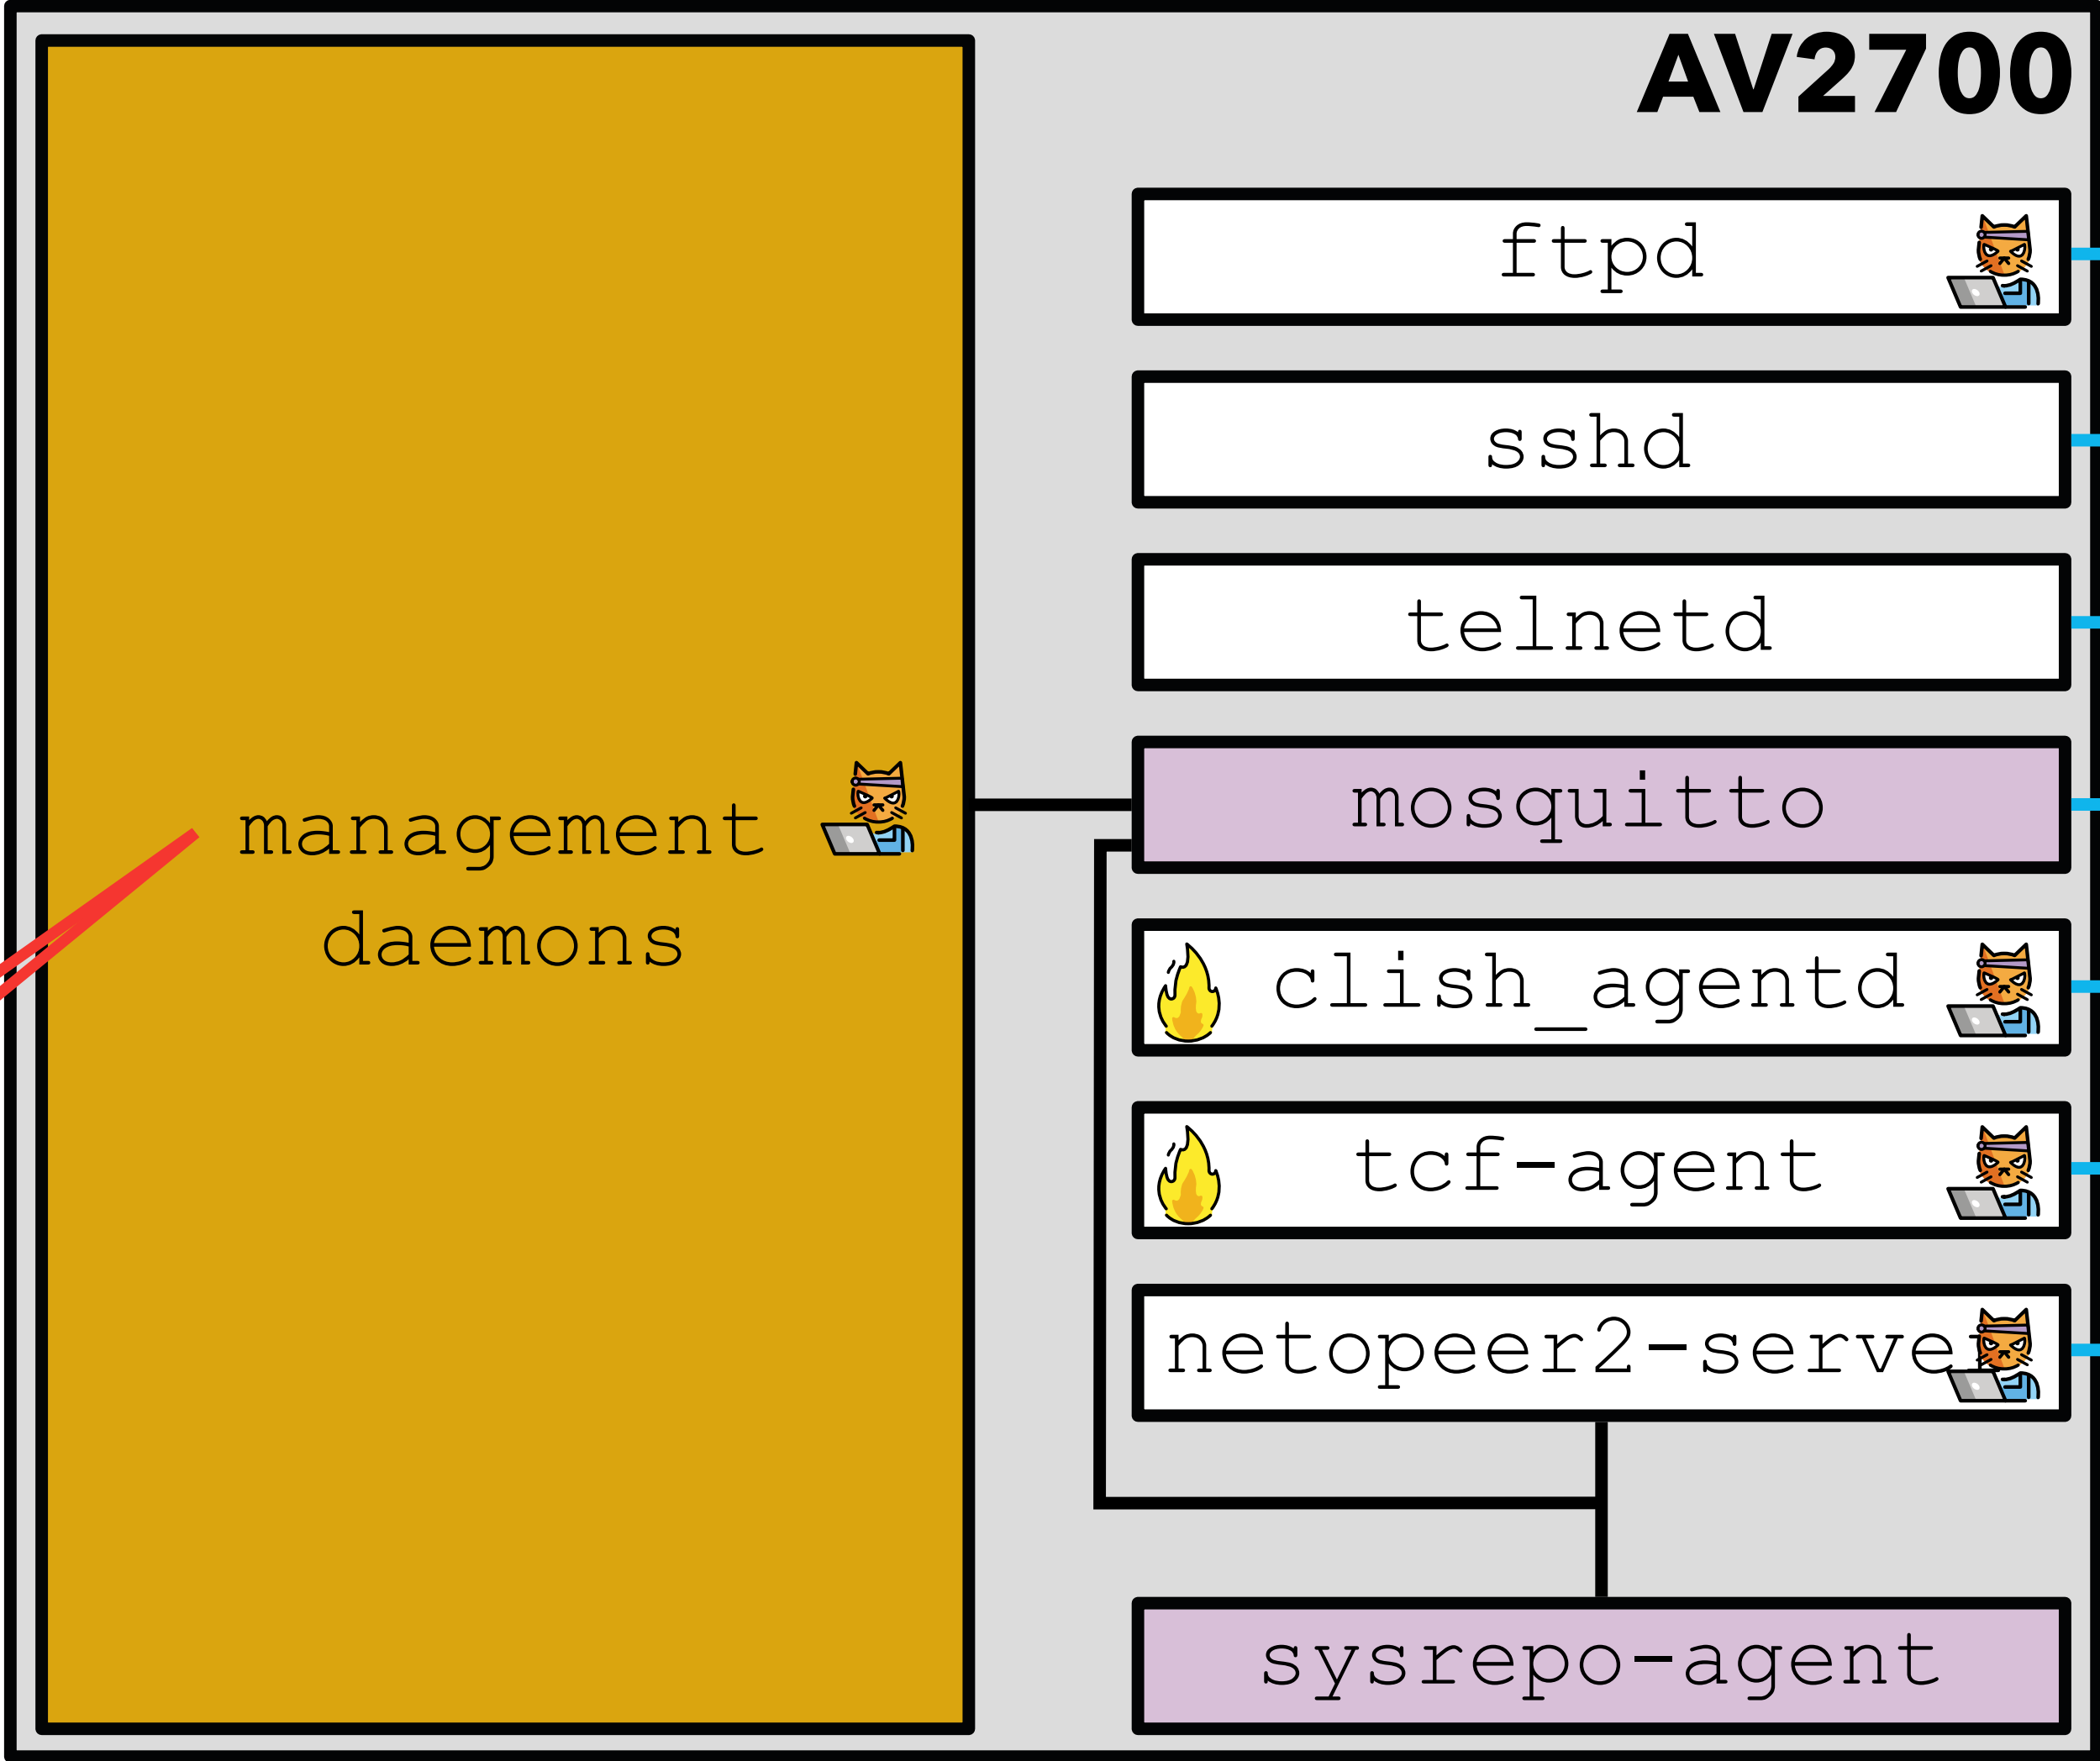 AV2700
management
daemons
ftpd
sshd
telnetd
mosquitto
clish_agentd
tcf-agent
netopeer2-server
sysrepo-agent